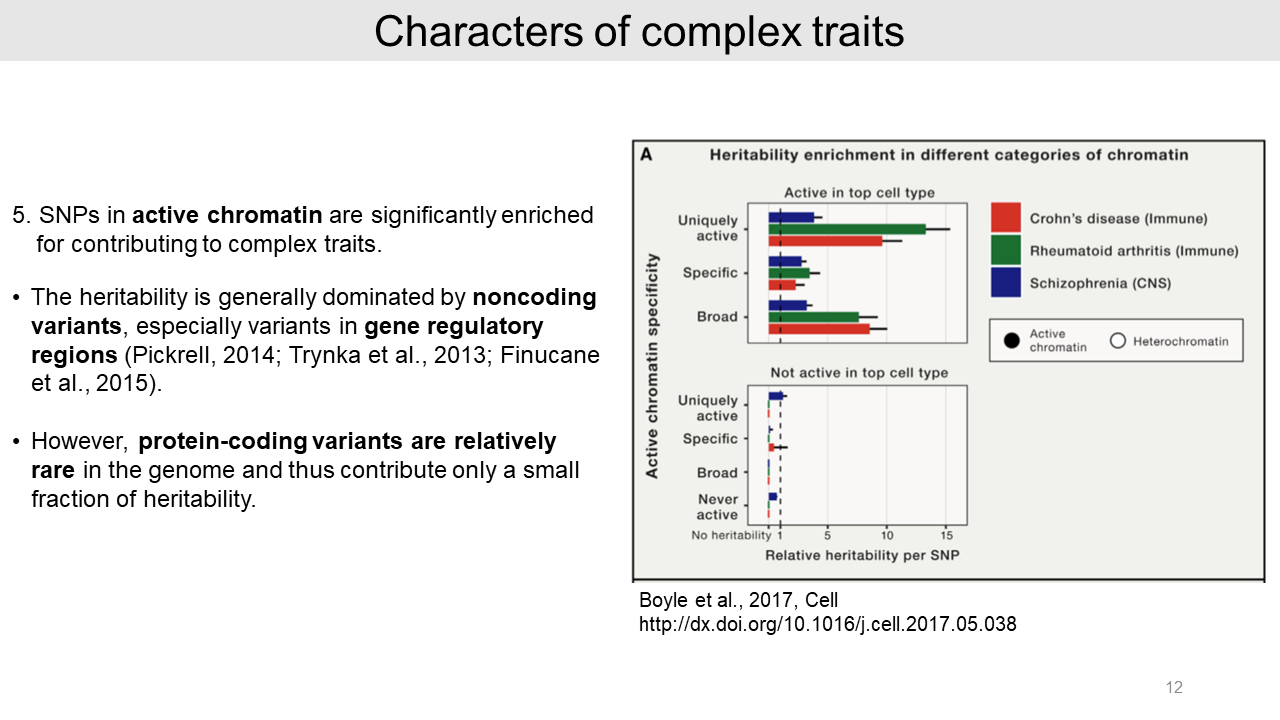 Characters of complex traits
5. SNPs in active chromatin are significantly enriched
for contributing to complex traits.
• The heritability is generally dominated by noncoding
variants, especially variants in gene regulatory
regions (Pickrell, 2014; Trynka et al., 2013; Finucane
et al., 2015).
• However, protein-coding variants are relatively
rare in the genome and thus contribute only a small
fraction of heritability.
A Heritability enrichment in different categories of chromatin
Active in top cell type
Uniquely
active
Specific
Broad
Crohn's disease (Immune)
Rheumatoid arthritis (Immune)
Schizophrenia (CNS)
Active
chromatin
Heterochromatin
Active chromatin specificity
Not active in top cell type
Uniquely
active
Specific
Broad
Never
active
No heritability 1 5 10 15
Relative heritability per SNP
Boyle et al., 2017, Cell
http://dx.doi.org/10.1016/j.cell.2017.05.038
12